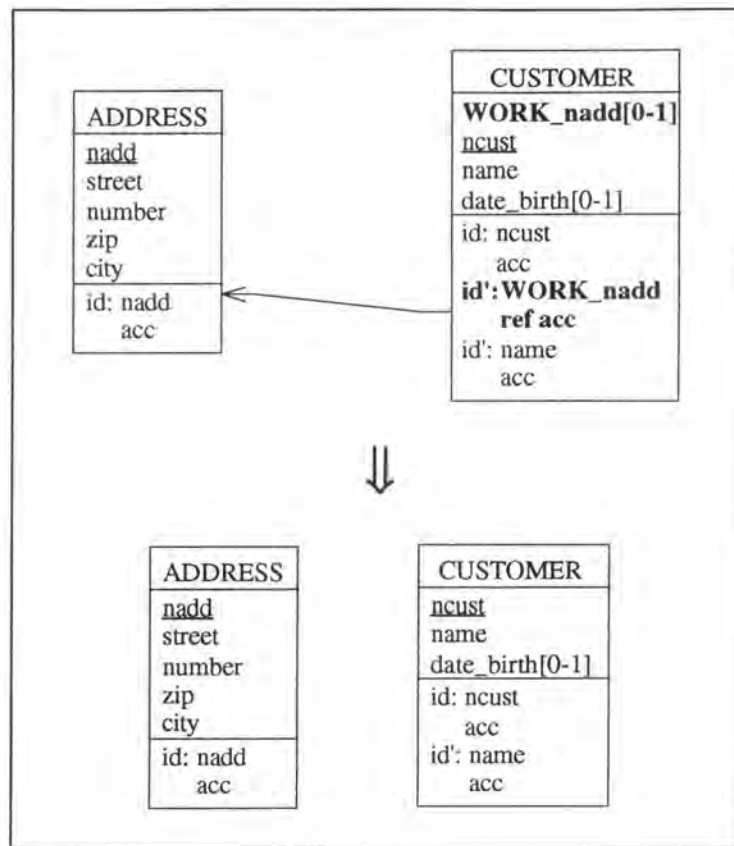 ADDRESS
nadd
street
number
zip
city
id: nadd
acc
CUSTOMER
WORK_nadd[0-1]
ncust
name
date_birth[0-1]
id: ncust
acc
id':WORK_nadd
ref acc
id': name
acc
ADDRESS
nadd
street
number
zip
city
id: nadd
acc
CUSTOMER
ncust
name
date_birth[0-1]
id: ncust
acc
id': name
acc